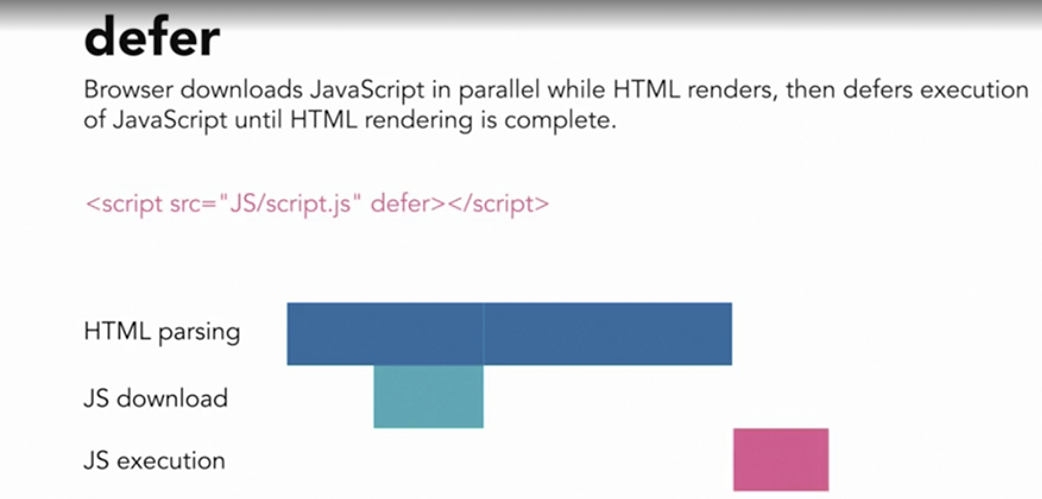 defer
Browser downloads JavaScript in parallel while HTML renders, then defers execution
of JavaScript until HTML rendering is complete.
<script src="JS/script.js" defer></script>
HTML parsing
JS download
JS execution